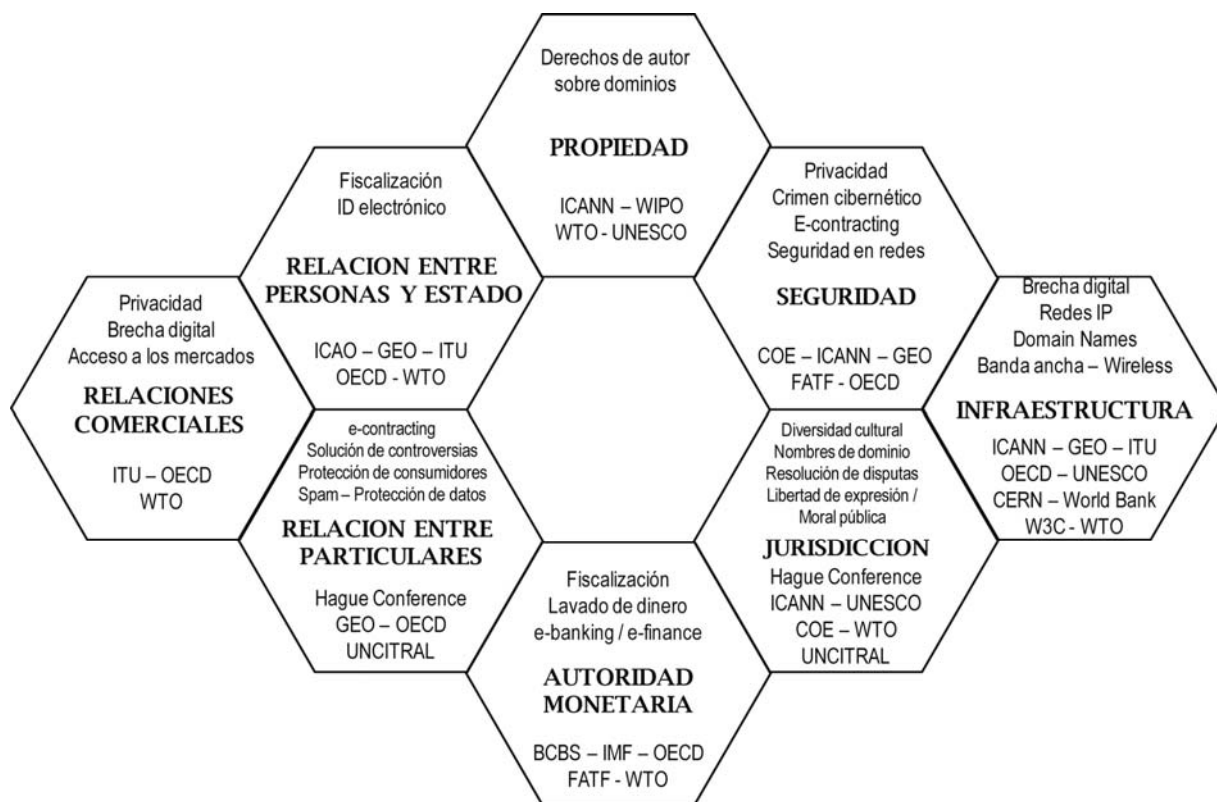 Derechos de autor
sobre dominios
PROPIEDAD
ICANN – WIPO
WTO - UNESCO
Fiscalización
ID electrónico
RELACION ENTRE
PERSONAS Y ESTADO
ICAO – GEO – ITU
OECD - WTO
Privacidad
Crimen cibernético
E-contracting
Seguridad en redes
SEGURIDAD
COE – ICANN – GEO
FATF - OECD
Privacidad
Brecha digital
Acceso a los mercados
RELACIONES
COMERCIALES
ITU – OECD
WTO
Brecha digital
Redes IP
Domain Names
Banda ancha – Wireless
INFRAESTRUCTURA
ICANN – GEO – ITU
OECD – UNESCO
CERN – World Bank
W3C - WTO
e-contracting
Solución de controversias
Protección de consumidores
Spam – Protección de datos
RELACION ENTRE
PARTICULARES
Hague Conference
GEO – OECD
UNCITRAL
Diversidad cultural
Nombres de dominio
Resolución de disputas
Libertad de expresión /
Moral pública
JURISDICCION
Hague Conference
ICANN – UNESCO
COE – WTO
UNCITRAL
Fiscalización
Lavado de dinero
e-banking / e-finance
AUTORIDAD
MONETARIA
BCBS – IMF – OECD
FATF - WTO